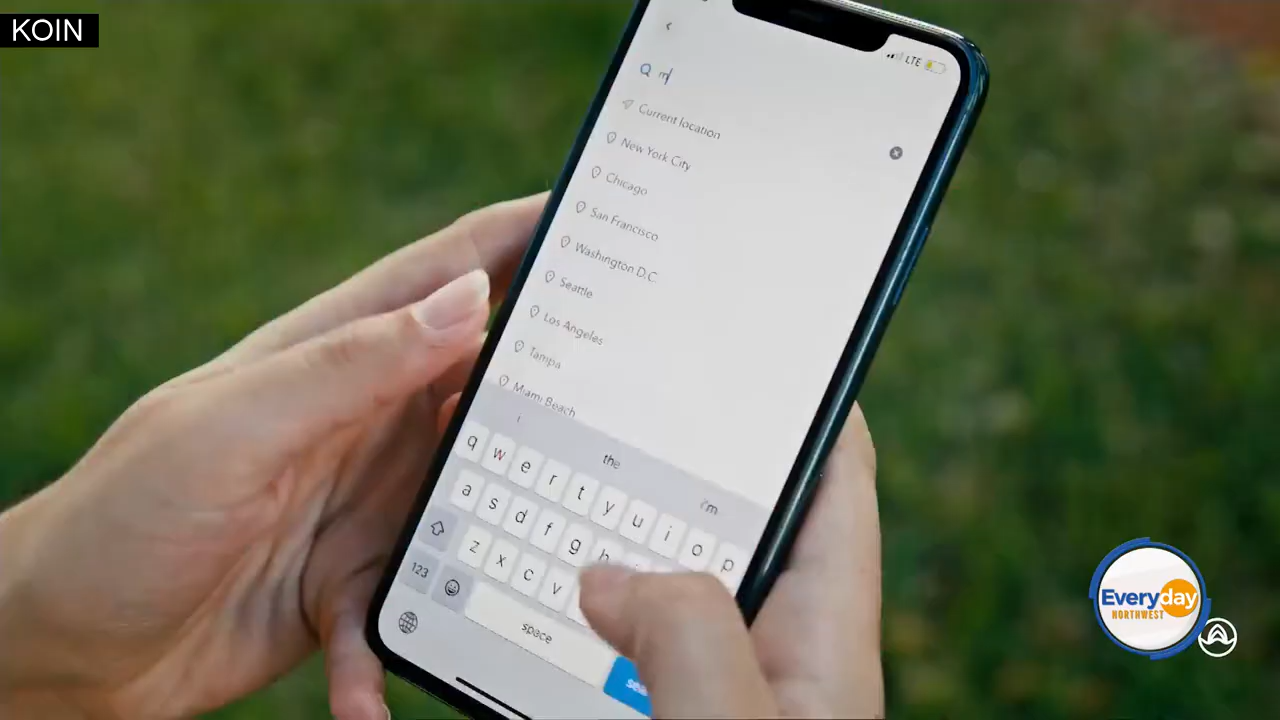 KOIN
LTE
m
Current location
New York City
Chicago
San Francisco
Washington D.C.
Seattle
Los Angeles
Tampa
Miami Beach
i the i'm
q w e r t y u i o p
a s d f g h
z x c v
123
space
Everyday
NORTHWEST